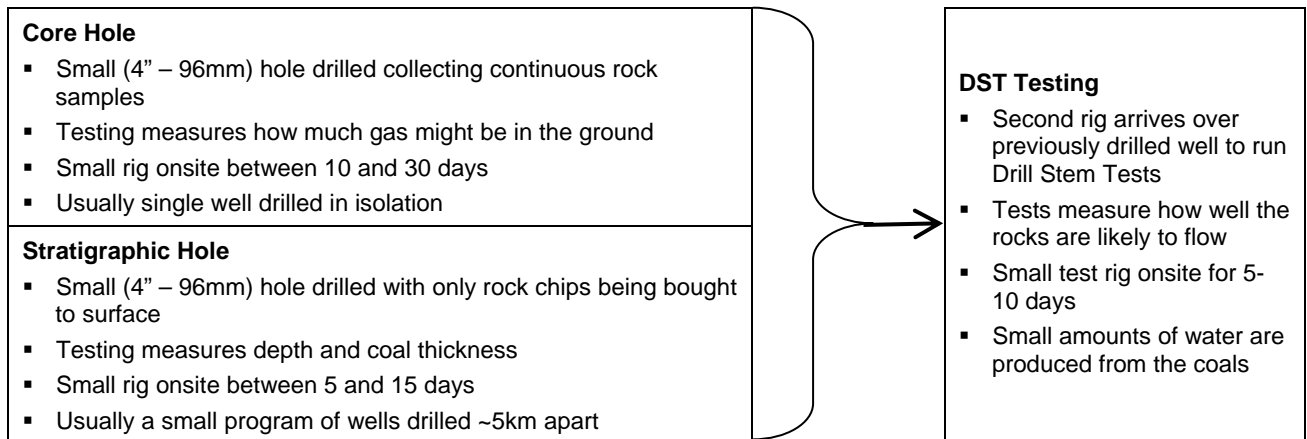 Core Hole
▪ Small (4” – 96mm) hole drilled collecting continuous rock
samples
▪ Testing measures how much gas might be in the ground
▪ Small rig onsite between 10 and 30 days
▪ Usually single well drilled in isolation
Stratigraphic Hole
▪ Small (4” – 96mm) hole drilled with only rock chips being bought
to surface
▪ Testing measures depth and coal thickness
▪ Small rig onsite between 5 and 15 days
▪ Usually a small program of wells drilled ~5km apart
DST Testing
▪ Second rig arrives over
previously drilled well to run
Drill Stem Tests
▪ Tests measure how well the
rocks are likely to flow
▪ Small test rig onsite for 5-
10 days
▪ Small amounts of water are
produced from the coals